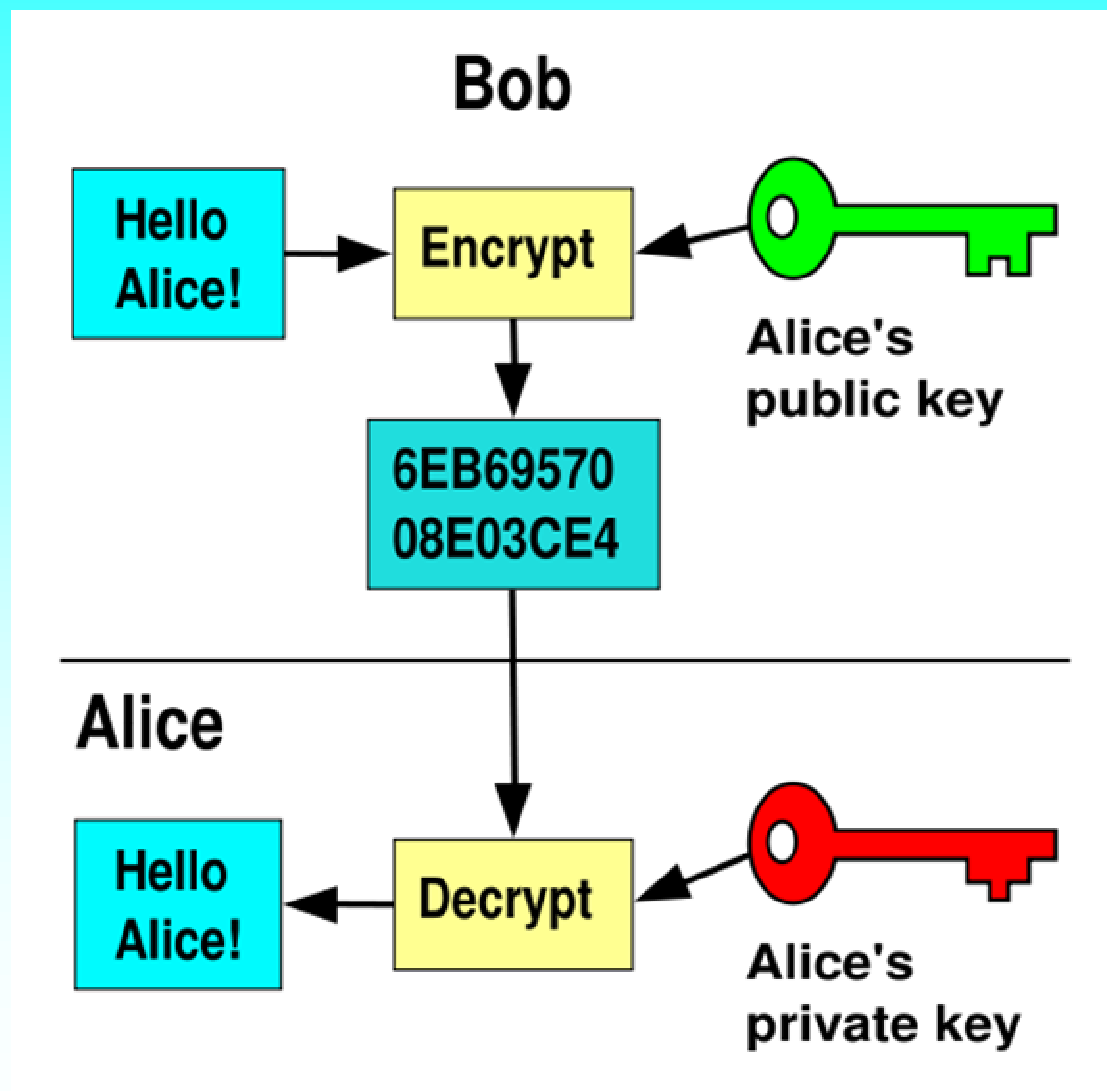 Bob
Hello
Alice!
Encrypt
Alice's
public key
6EB69570
08E03CE4
Alice
Hello
Alice!
Decrypt
Alice's
private key